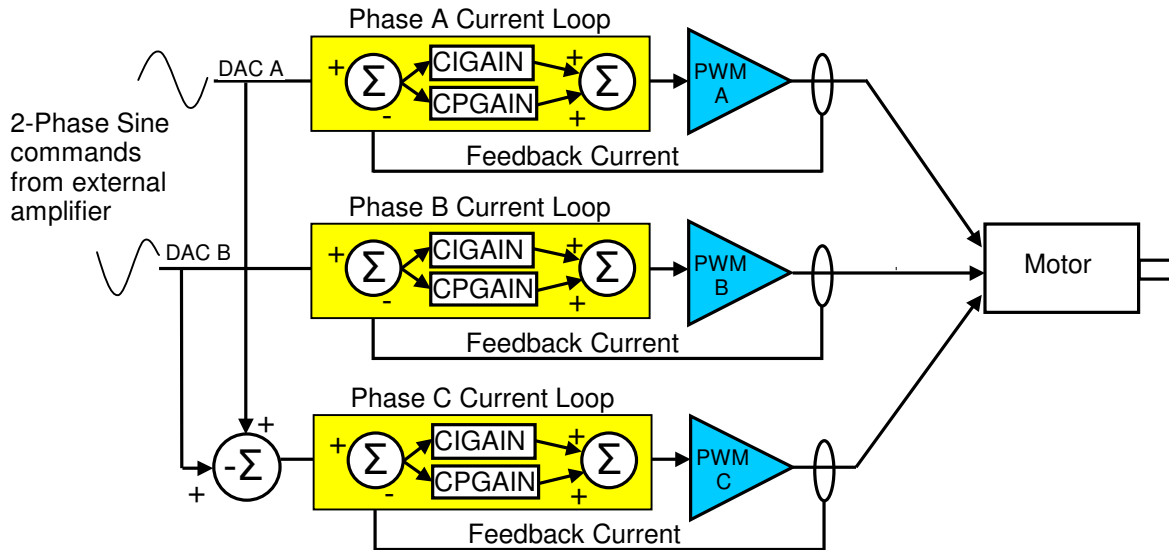 Phase A Current Loop
DAC A
+
Σ
-
CIGAIN
CPGAIN
+
Σ
+
PWM
A
Feedback Current
2-Phase Sine
commands
from external
amplifier
Phase B Current Loop
DAC B
+
Σ
-
CIGAIN
CPGAIN
+
Σ
+
PWM
B
Feedback Current
Motor
Phase C Current Loop
+
-Σ
+
+
Σ
-
CIGAIN
CPGAIN
+
Σ
+
PWM
C
Feedback Current